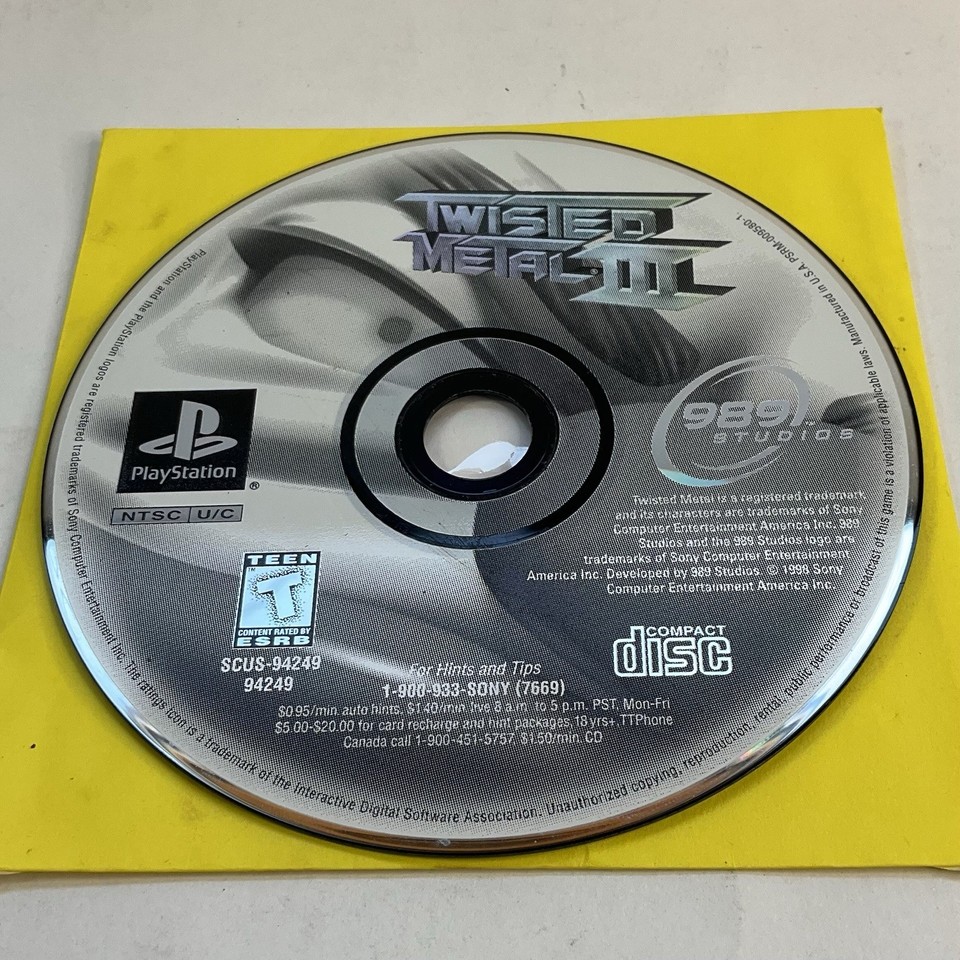 TWISTED
METAL III
989 STUDIOS
PlayStation
NTSC U/C
Twisted Metal is a registered trademark
and its characters are trademarks of Sony
Computer Entertainment America Inc. 989
Studios and the 989 Studios logo are
trademarks of Sony Computer Entertainment
America Inc. Developed by 989 Studios. © 1998 Sony
Computer Entertainment America Inc.
TEEN
T
CONTENT RATED BY
ESRB
SCUS-94249
94249
COMPACT
disc
For Hints and Tips
1-900-933-SONY (7669)
$0.95/min. auto hints, $1.40/min. live 8 a.m. to 5 p.m. PST, Mon-Fri
$5.00-$20.00 for card recharge and hint packages, 18 yrs+, TTPhone
Canada call 1-900-451-5757, $1.50/min. CD
PlayStation and the PlayStation logos are registered trademarks of Sony Computer Entertainment Inc. The ratings icon is a trademark of the Interactive Digital Software Association. Unauthorized copying, reproduction, rental, public performance or broadcast of this game is a violation of applicable laws. Manufactured in U.S.A. PSRM-009580-1.